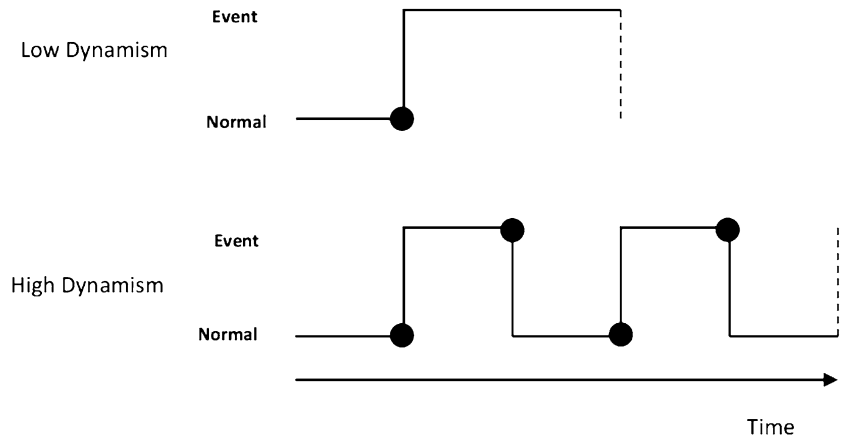 Event
Low Dynamism
Normal
Event
High Dynamism
Normal
Time